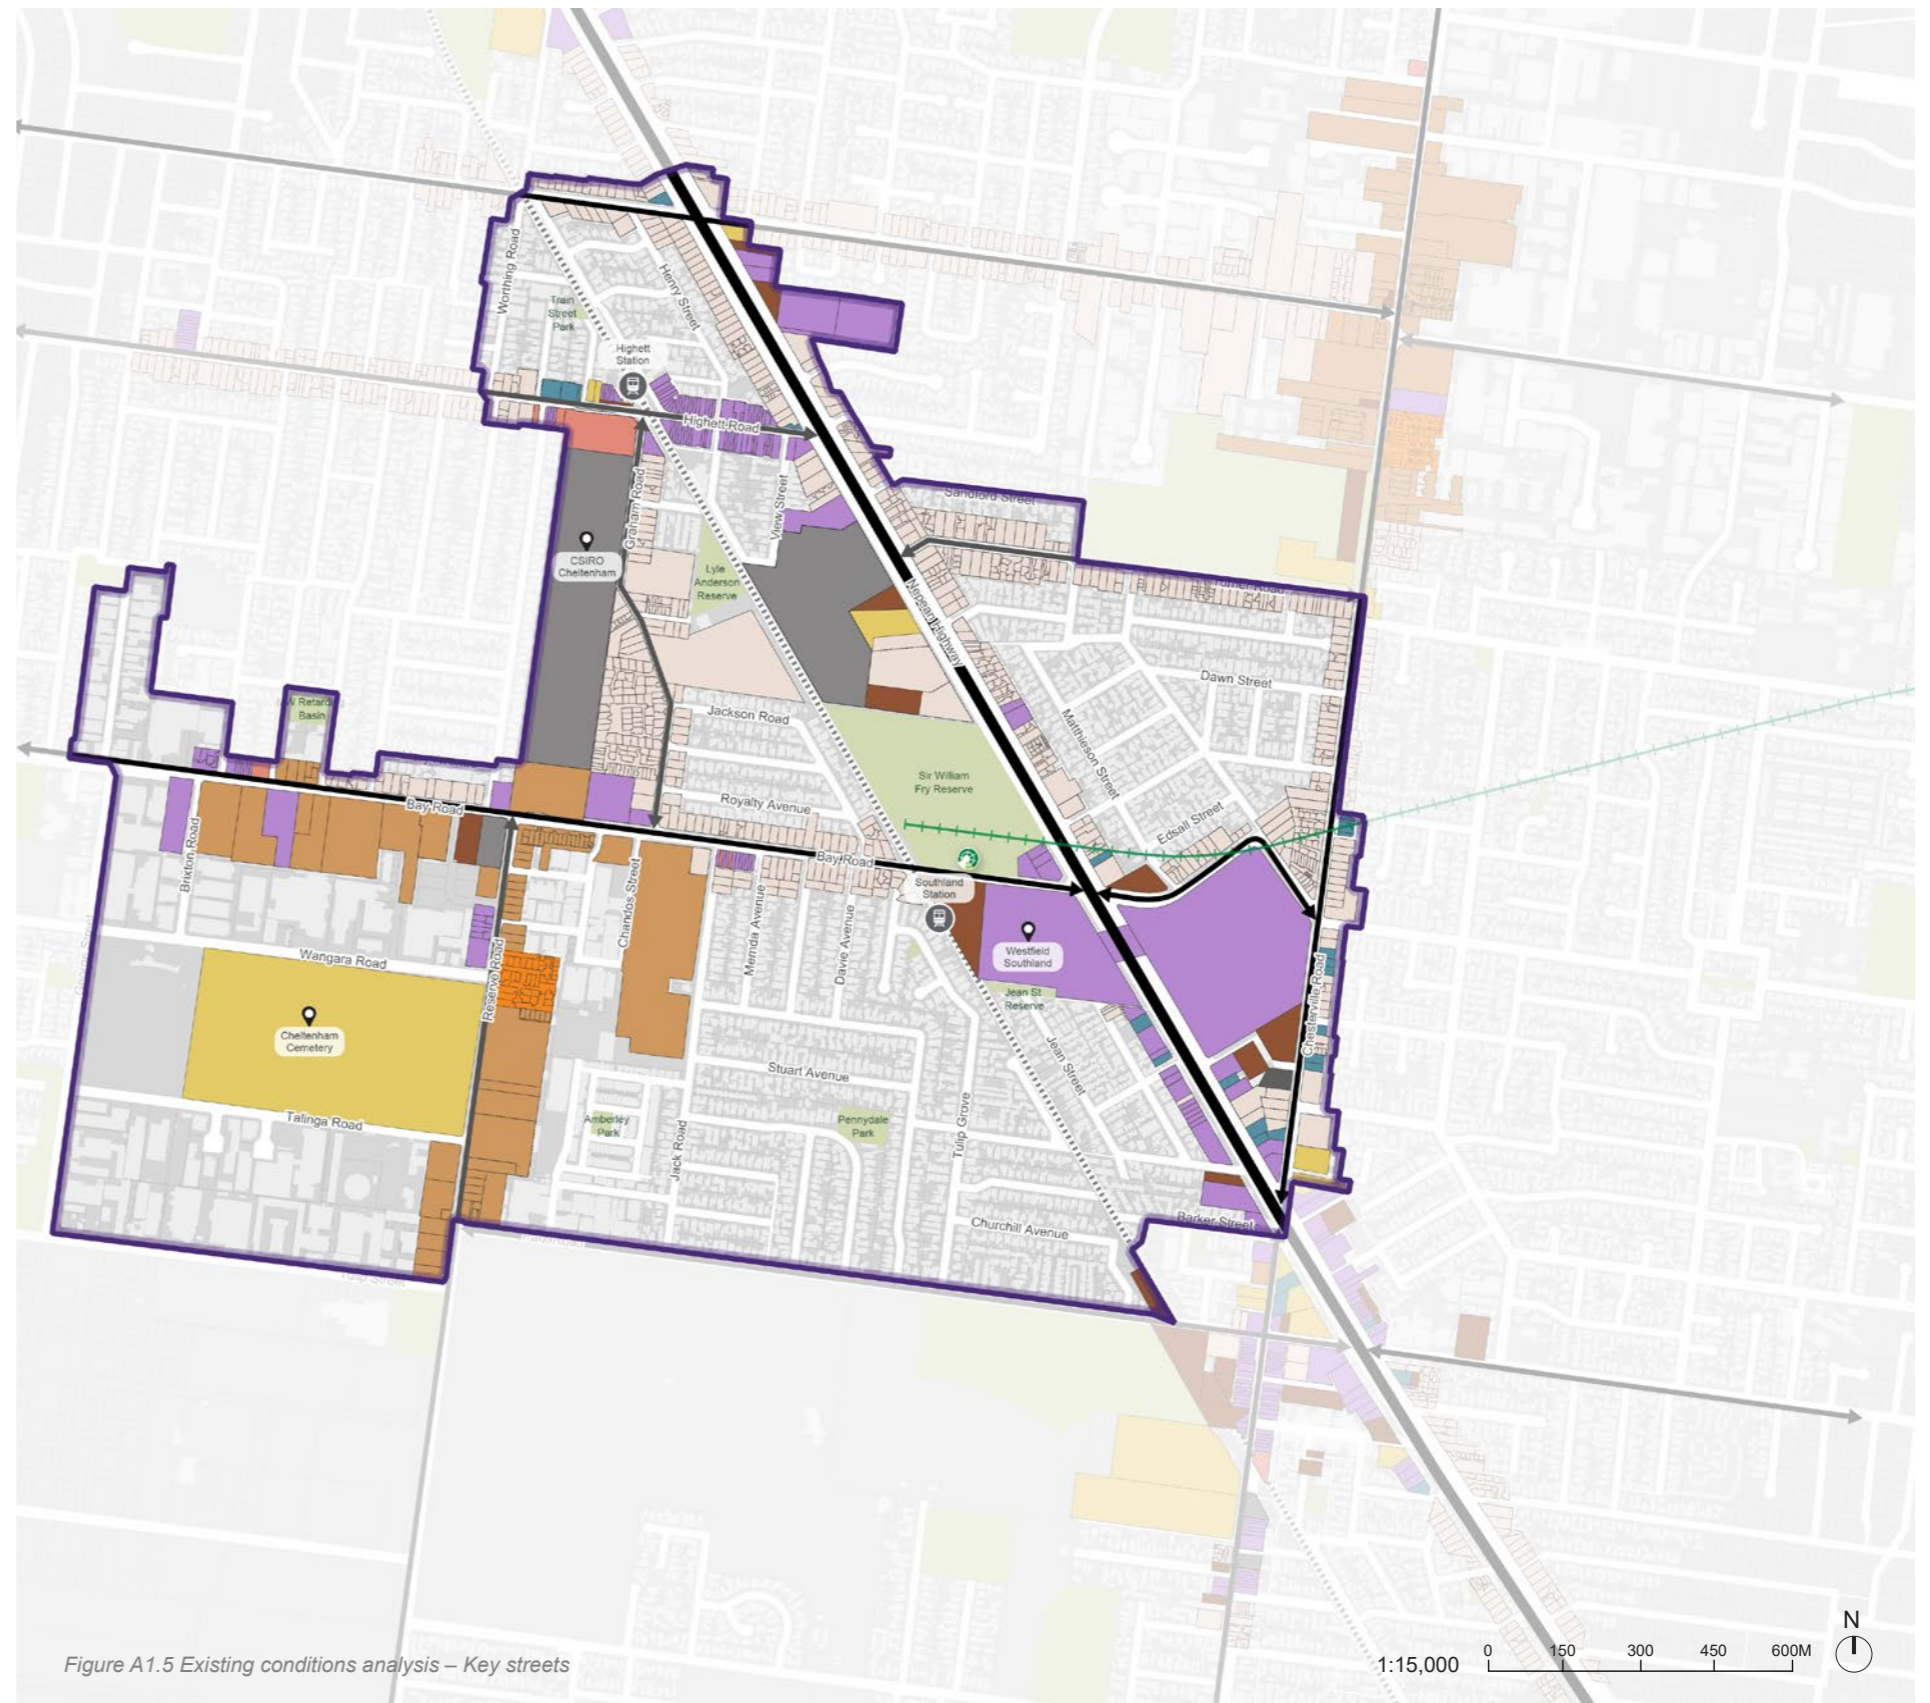 Worthing Road
Henry Street
Train
Street
Park
Highett
Station
Highett Road
Graham Road
View Street
Sandford Street
CSIRO
Cheltenham
Lyle
Anderson
Reserve
Nepean Highway
Dawn Street
Matthieson Street
Basin
Jackson Road
Sir William
Fry Reserve
Royalty Avenue
Edsall Street
Bay Road
Bay Road
Brixton Road
Southland
Station
Chandos Street
Memda Avenue
Davie Avenue
Westfield
Southland
Wangara Road
Reserve Road
Jean St
Reserve
Chesterville Road
Cheltenham
Cemetery
Jean Street
Stuart Avenue
Talinga Road
Amberley
Park
Pennydale
Park
Tulip Grove
Jack Road
Churchill Avenue
Barker Street
Tulip Street
Figure A1.5 Existing conditions analysis – Key streets
1:15,000
0 150 300 450 600M
N